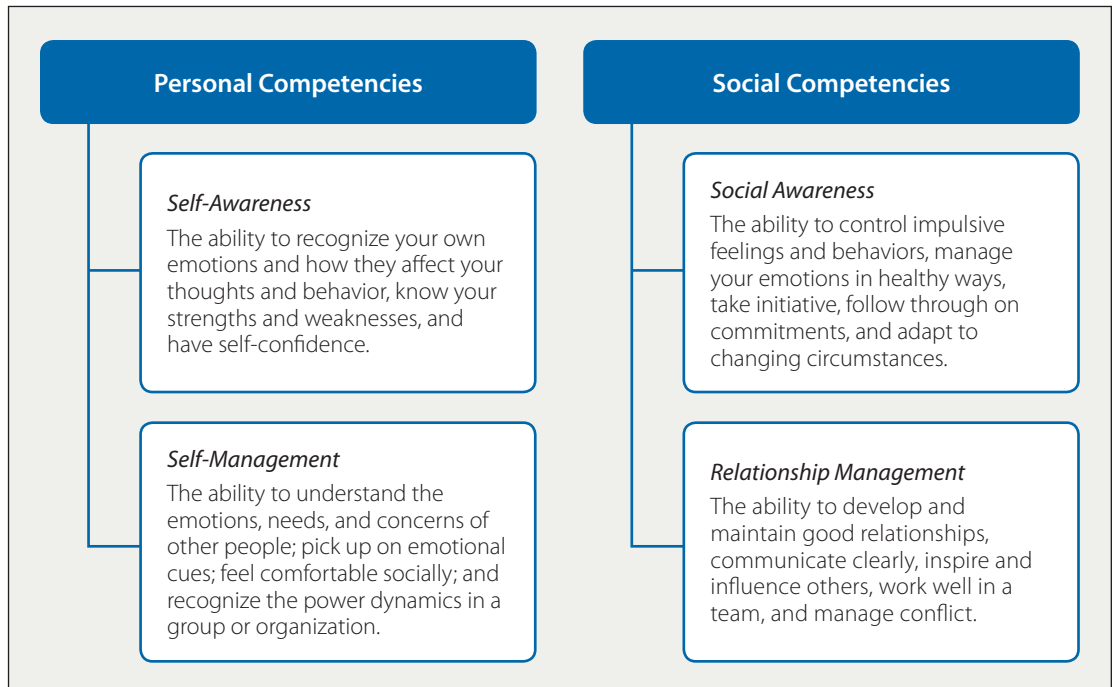 Personal Competencies
Self-Awareness
The ability to recognize your own
emotions and how they affect your
thoughts and behavior, know your
strengths and weaknesses, and
have self-confidence.
Self-Management
The ability to understand the
emotions, needs, and concerns of
other people; pick up on emotional
cues; feel comfortable socially; and
recognize the power dynamics in a
group or organization.
Social Competencies
Social Awareness
The ability to control impulsive
feelings and behaviors, manage
your emotions in healthy ways,
take initiative, follow through on
commitments, and adapt to
changing circumstances.
Relationship Management
The ability to develop and
maintain good relationships,
communicate clearly, inspire and
influence others, work well in a
team, and manage conflict.